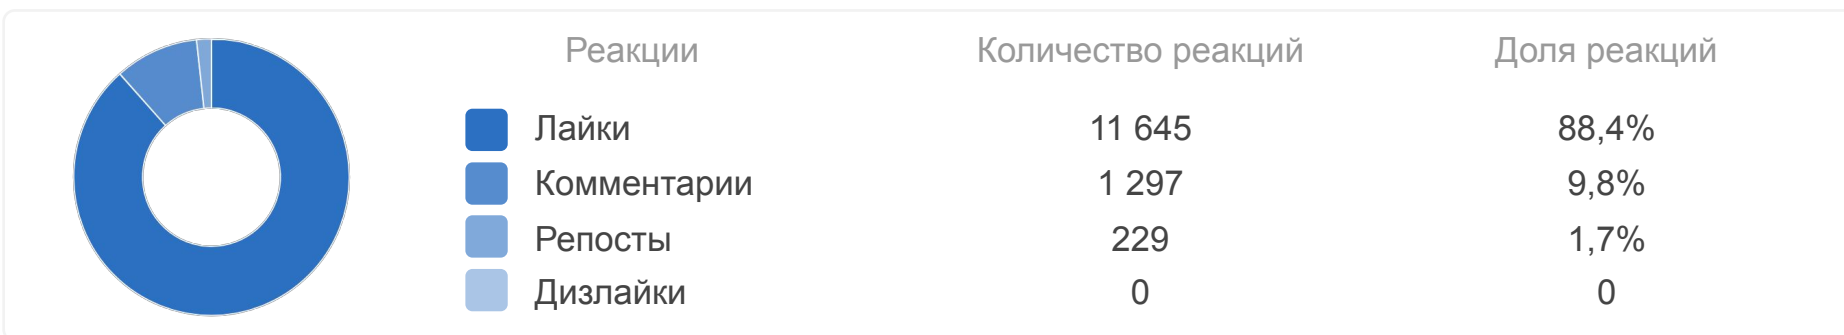 Реакции Количество реакций Доля реакций
Лайки 11 645 88,4%
Комментарии 1 297 9,8%
Репосты 229 1,7%
Дизлайки 0 0